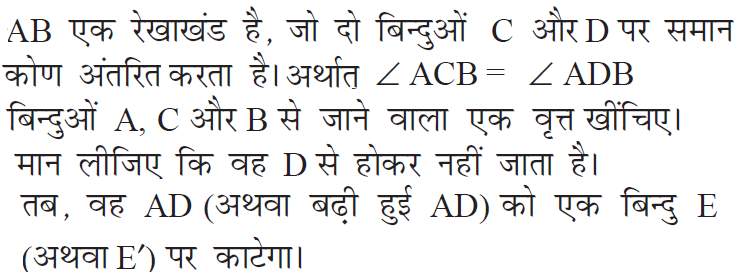 AB एक रेखाखंड है, जो दो बिन्दुओं C और D पर समान
कोण अंतरित करता है। अर्थात् ∠ ACB = ∠ ADB
बिन्दुओं A, C और B से जाने वाला एक वृत्त खींचिए।
मान लीजिए कि वह D से होकर नहीं जाता है।
तब, वह AD (अथवा बढ़ी हुई AD) को एक बिन्दु E
(अथवा E′) पर काटेगा।